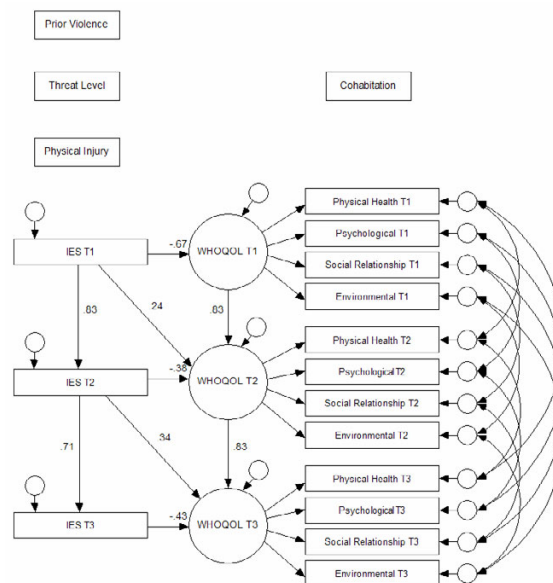 Prior Violence
Threat Level
Cohabitation
Physical Injury
Physical Health T1
Psychological T1
IES T1
-.67
WHOQOL T1
Social Relationship T1
Environmental T1
.83
.24
.83
Physical Health T2
Psychological T2
IES T2
-.38
WHOQOL T2
Social Relationship T2
Environmental T2
.71
.34
.83
Physical Health T3
Psychological T3
IES T3
-.43
WHOQOL T3
Social Relationship T3
Environmental T3